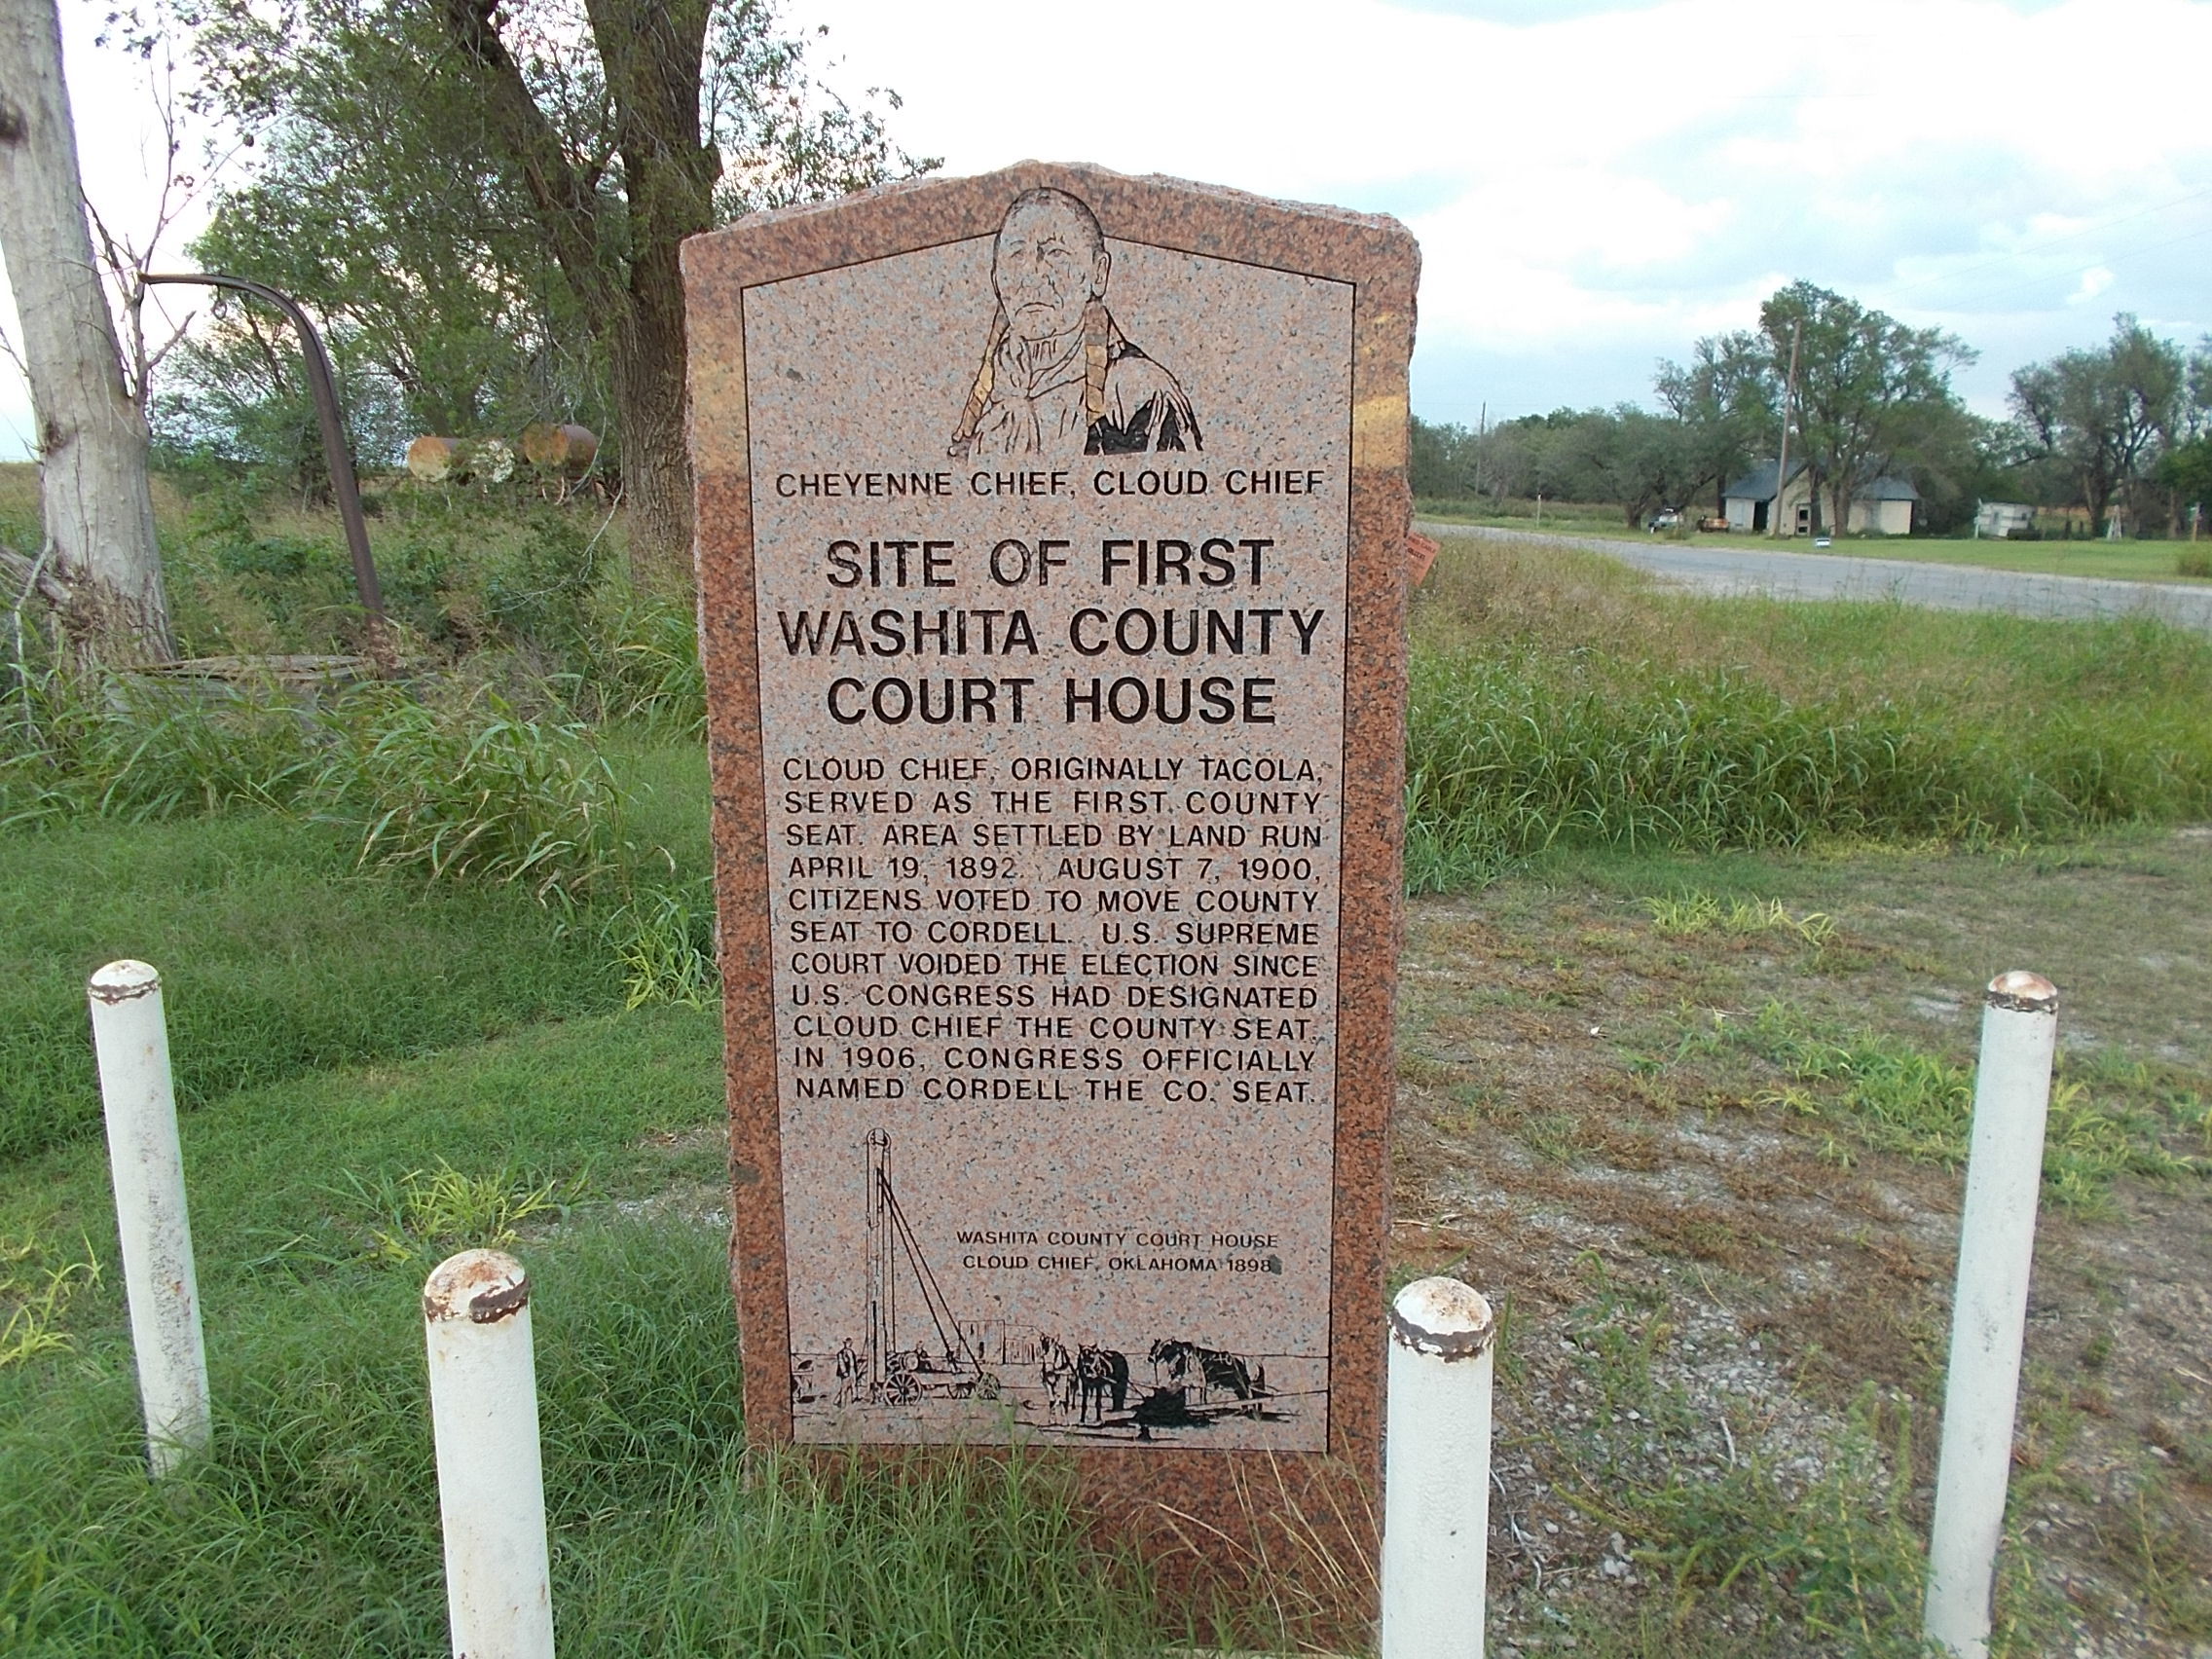 CHEYENNE CHIEF, CLOUD CHIEF
SITE OF FIRST
WASHITA COUNTY
COURT HOUSE
CLOUD CHIEF, ORIGINALLY TACOLA,
SERVED AS THE FIRST COUNTY
SEAT. AREA SETTLED BY LAND RUN
APRIL 19, 1892. AUGUST 7, 1900,
CITIZENS VOTED TO MOVE COUNTY
SEAT TO CORDELL. U.S. SUPREME
COURT VOIDED THE ELECTION SINCE
U.S. CONGRESS HAD DESIGNATED
CLOUD CHIEF THE COUNTY SEAT.
IN 1906, CONGRESS OFFICIALLY
NAMED CORDELL THE CO. SEAT.
WASHITA COUNTY COURT HOUSE
CLOUD CHIEF, OKLAHOMA 1898